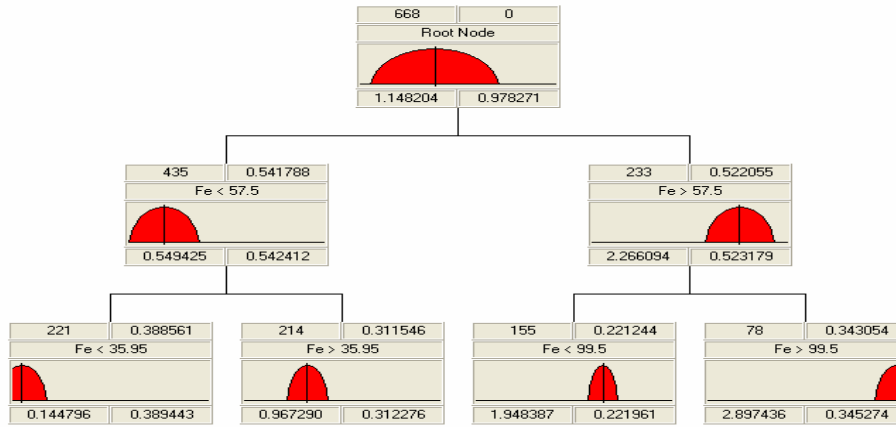 668 0
Root Node
1.148204 0.978271
435 0.541788 233 0.522055
Fe < 57.5 Fe > 57.5
0.549425 0.542412 2.266094 0.523179
221 0.388561 214 0.311546 155 0.221244 78 0.343054
Fe < 35.95 Fe > 35.95 Fe < 99.5 Fe > 99.5
0.144796 0.389443 0.967290 0.312276 1.948387 0.221961 2.897436 0.345274